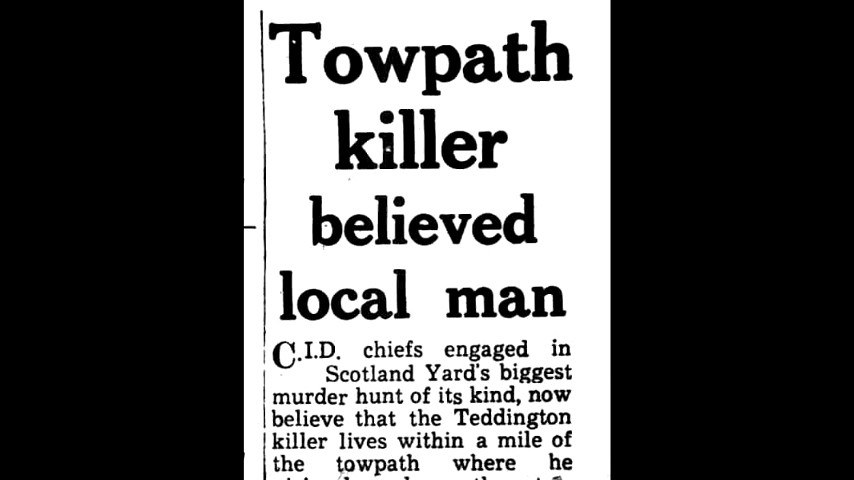 Towpath
killer
believed
local man
C.I.D. chiefs engaged in
Scotland Yard's biggest
murder hunt of its kind, now
believe that the Teddington
killer lives within a mile of
the towpath where he